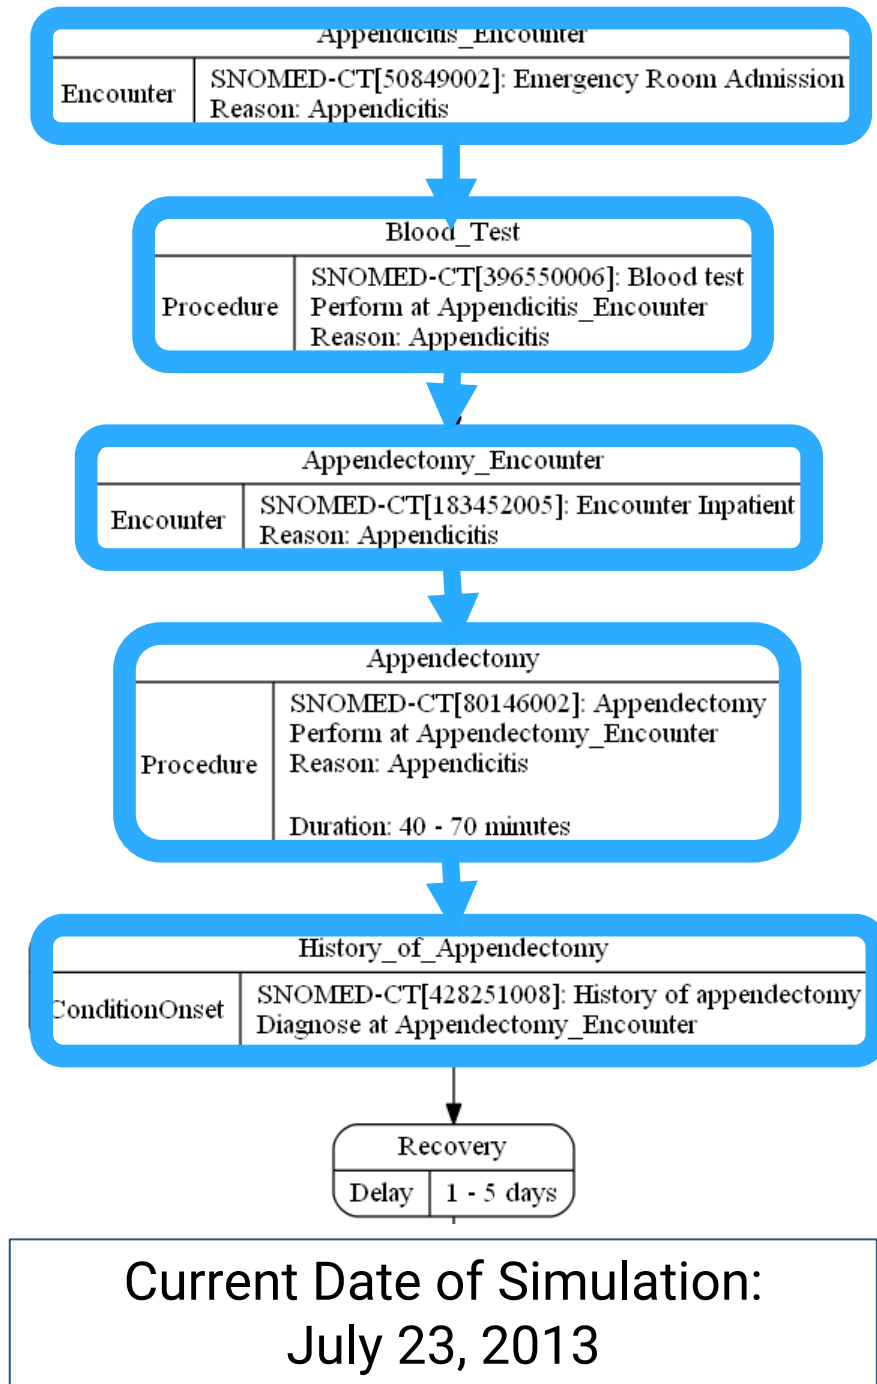 Appendicitis_Encounter
Encounter
SNOMED-CT[50849002]: Emergency Room Admission
Reason: Appendicitis
Blood_Test
Procedure
SNOMED-CT[396550006]: Blood test
Perform at Appendicitis_Encounter
Reason: Appendicitis
Appendectomy_Encounter
Encounter
SNOMED-CT[183452005]: Encounter Inpatient
Reason: Appendicitis
Appendectomy
Procedure
SNOMED-CT[80146002]: Appendectomy
Perform at Appendectomy_Encounter
Reason: Appendicitis
Duration: 40 - 70 minutes
History_of_Appendectomy
ConditionOnset
SNOMED-CT[428251008]: History of appendectomy
Diagnose at Appendectomy_Encounter
Recovery
Delay
1 - 5 days
Current Date of Simulation:
July 23, 2013